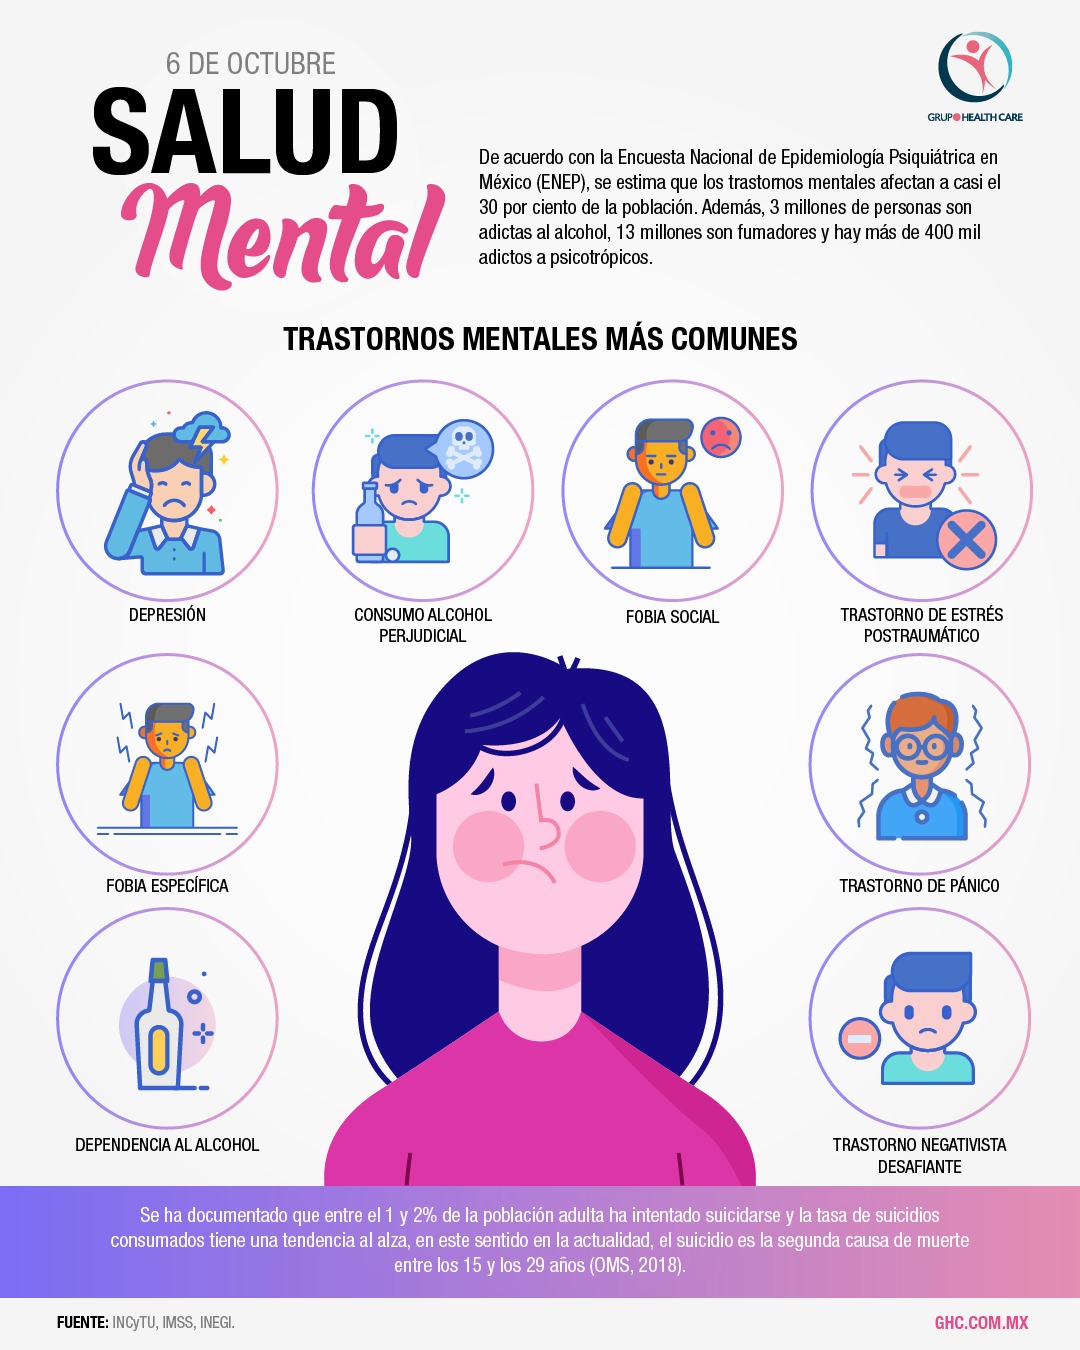 6 DE OCTUBRE
SALUD
Mental
GRUPO HEALTH CARE
De acuerdo con la Encuesta Nacional de Epidemiología Psiquiátrica en
México (ENEP), se estima que los trastornos mentales afectan a casi el
30 por ciento de la población. Además, 3 millones de personas son
adictas al alcohol, 13 millones son fumadores y hay más de 400 mil
adictos a psicotrópicos.
TRASTORNOS MENTALES MÁS COMUNES
DEPRESIÓN
CONSUMO ALCOHOL
PERJUDICIAL
FOBIA SOCIAL
TRASTORNO DE ESTRÉS
POSTRAUMÁTICO
FOBIA ESPECÍFICA
TRASTORNO DE PÁNICO
DEPENDENCIA AL ALCOHOL
TRASTORNO NEGATIVISTA
DESAFIANTE
Se ha documentado que entre el 1 y 2% de la población adulta ha intentado suicidarse y la tasa de suicidios
consumados tiene una tendencia al alza, en este sentido en la actualidad, el suicidio es la segunda causa de muerte
entre los 15 y los 29 años (OMS, 2018).
FUENTE: INCyTU, IMSS, INEGI.
GHC.COM.MX